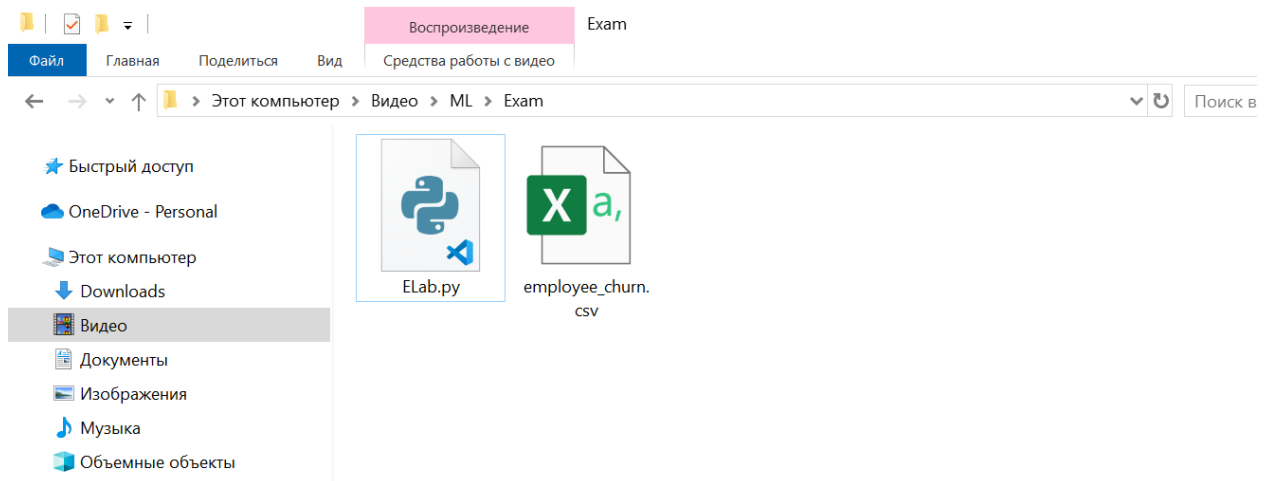 Воспроизведение
Exam
Файл
Главная
Поделиться
Вид
Средства работы с видео
Этот компьютер > Видео > ML > Exam
Поиск в
Быстрый доступ
OneDrive - Personal
Этот компьютер
Downloads
Видео
Документы
Изображения
Музыка
Объемные объекты
X a,
ELab.py
employee_churn.
csv